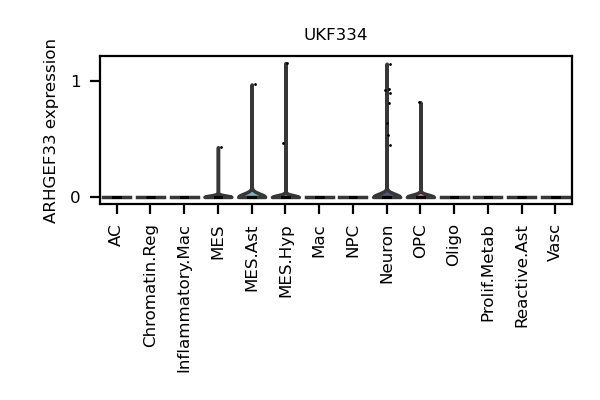 UKF334
ARHGEF33 expression
1
0
AC
Chromatin.Reg
Inflammatory.Mac
MES
MES.Ast
MES.Hyp
Mac
NPC
Neuron
OPC
Oligo
Prolif.Metab
Reactive.Ast
Vasc